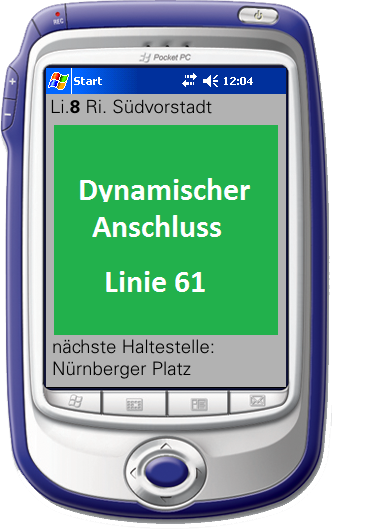 REC
Pocket PC
Start 12:04
Li.8 Ri. Südvorstadt
Dynamischer
Anschluss
Linie 61
nächste Haltestelle:
Nürnberger Platz